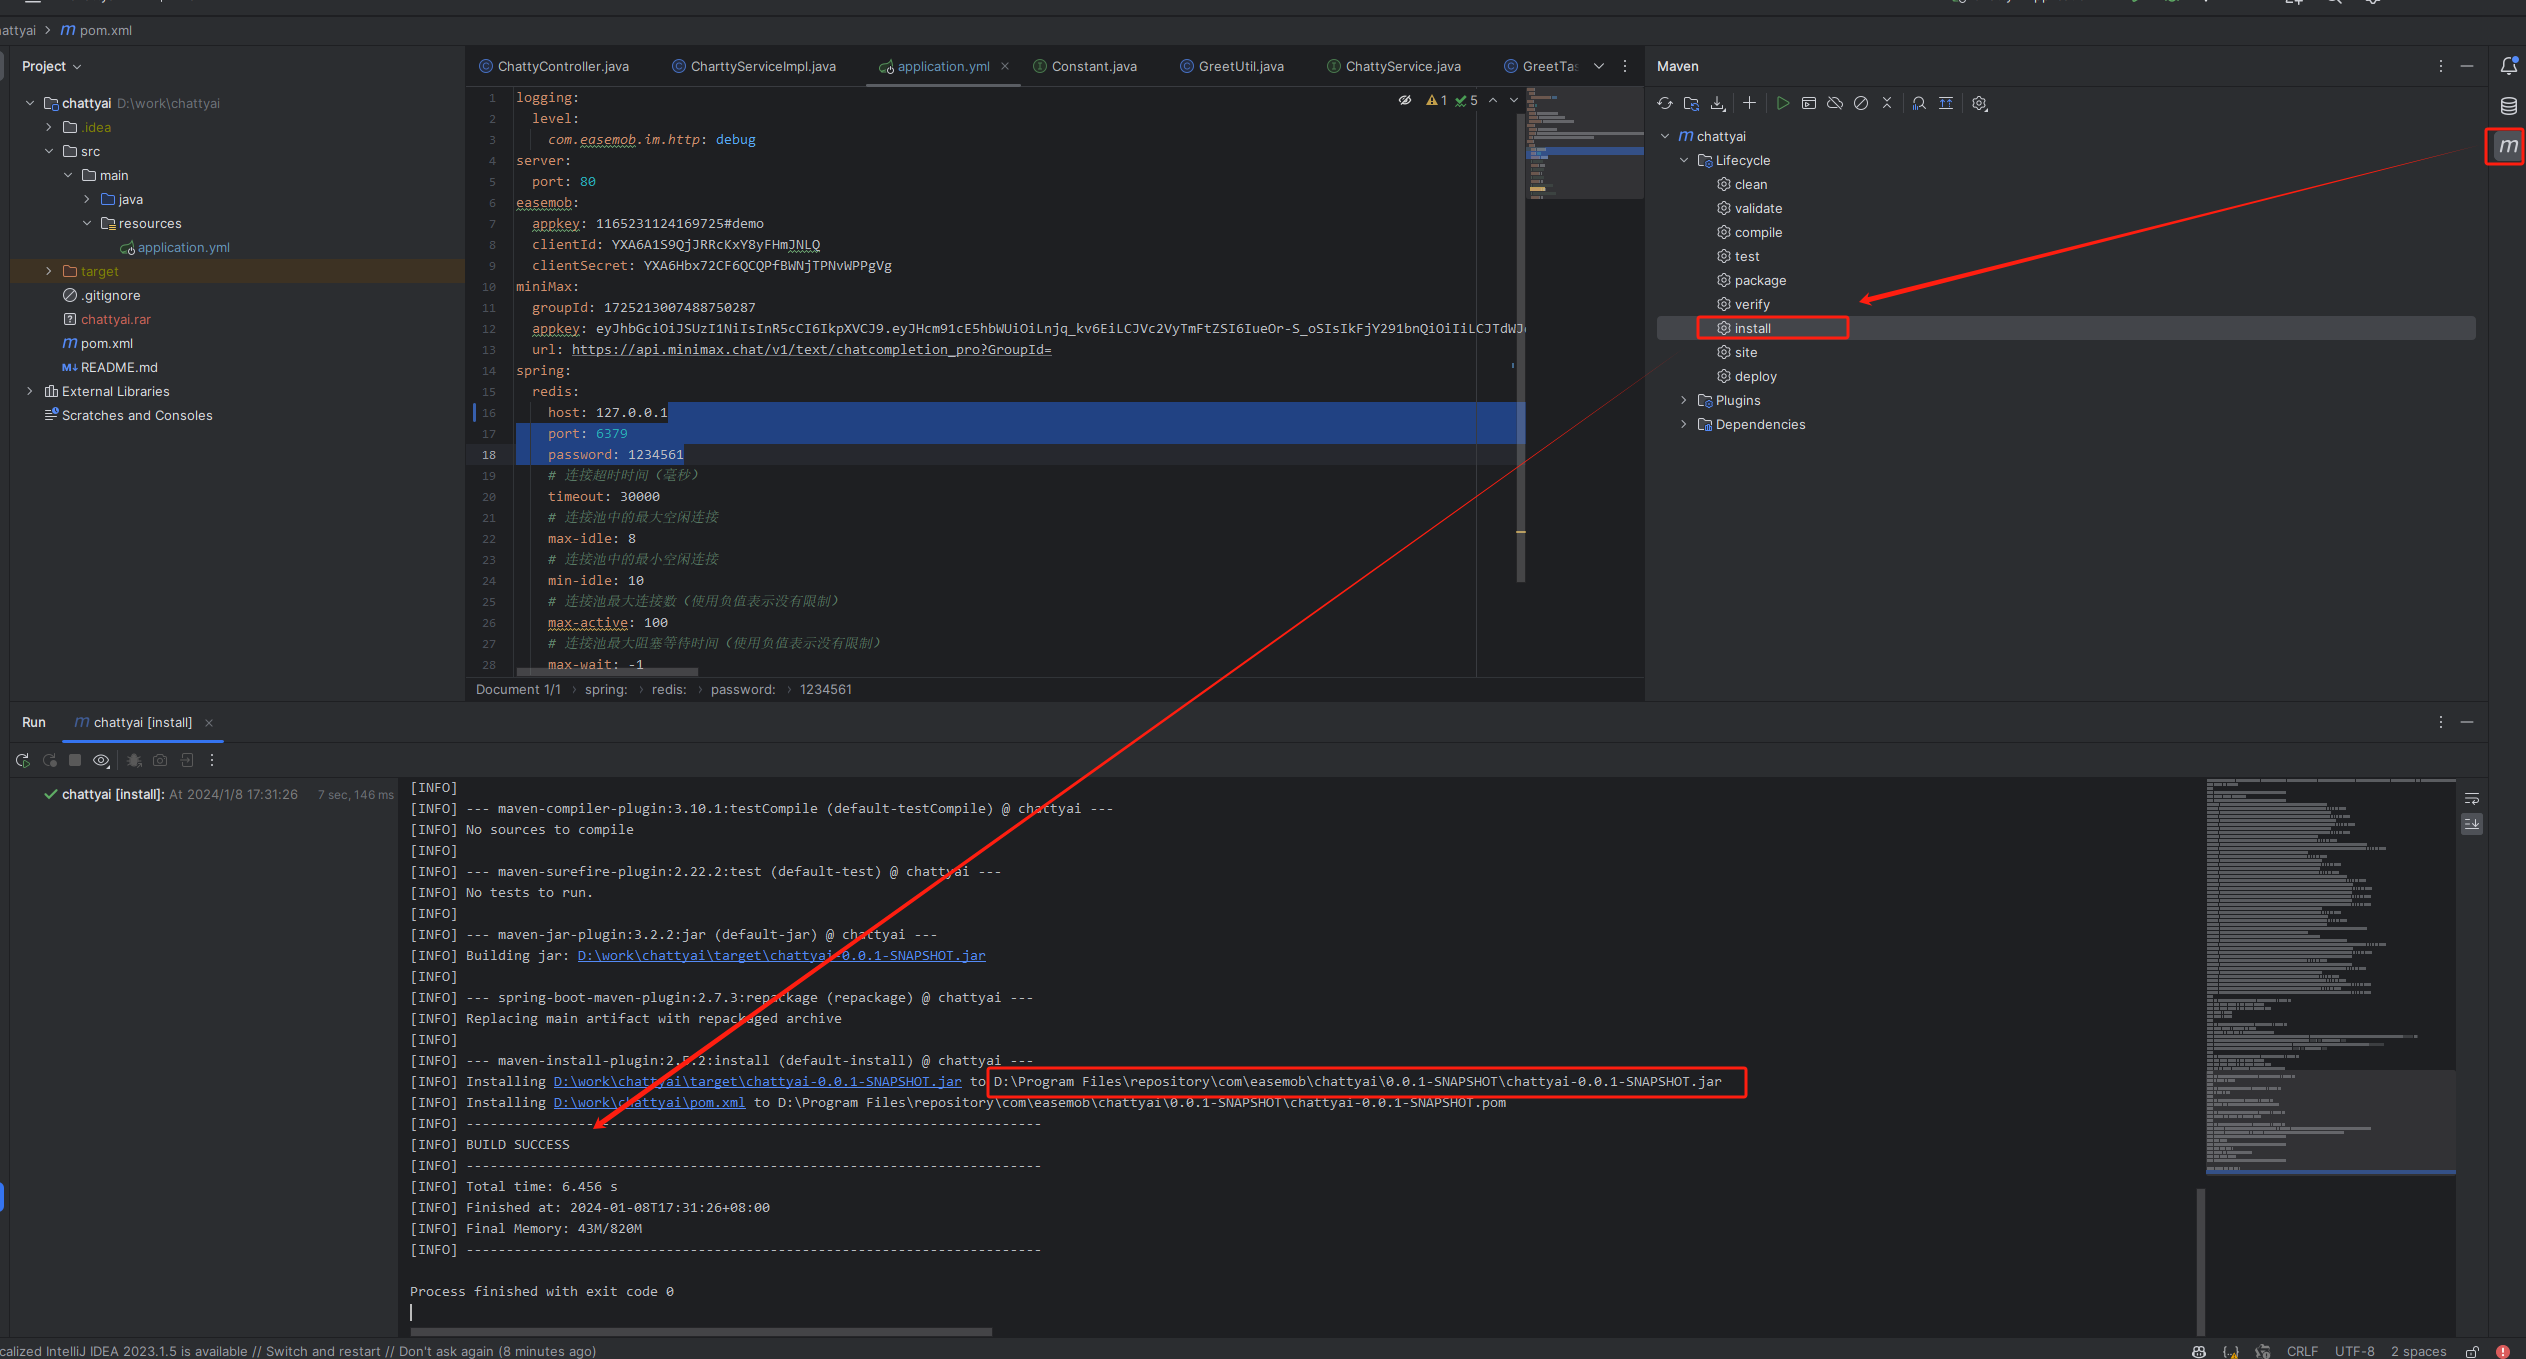 attyai > m pom.xml
Project
ChattyController.java
CharttyServiceImpl.java
application.yml
Constant.java
GreetUtil.java
ChattyService.java
GreetTas
Maven
chattyai D:\work\chattyai
.idea
src
main
java
resources
application.yml
target
.gitignore
chattyai.rar
pom.xml
README.md
External Libraries
Scratches and Consoles
1 logging:
2 level:
3 com.easemob.im.http: debug
4 server:
5 port: 80
6 easemob:
7 appkey: 1165231124169725#demo
8 clientId: YXA6A1S9QjJRRcKxY8yFHmJNLQ
9 clientSecret: YXA6Hbx72CF6QCQPfBWNjTPNvWPPgVg
10 miniMax:
11 groupId: 1725213007488750287
12 appkey: eyJhbGciOiJSUzI1NiIsInR5cCI6IkpXVCJ9.eyJHcm91cE5hbWUiOiLnjq_kv6EiLCJVc2VyTmFtZSI6IueOr-S_oSIsIkFjY291bnQiOiIiLCJTdWJ
13 url: https://api.minimax.chat/v1/text/chatcompletion_pro?GroupId=
14 spring:
15 redis:
16 host: 127.0.0.1
17 port: 6379
18 password: 1234561
19 # 连接超时时间（毫秒）
20 timeout: 30000
21 # 连接池中的最大空闲连接
22 max-idle: 8
23 # 连接池中的最小空闲连接
24 min-idle: 10
25 # 连接池最大连接数（使用负值表示没有限制）
26 max-active: 100
27 # 连接池最大阻塞等待时间（使用负值表示没有限制）
28 max-wait: -1
1 5
Document 1/1 > spring: > redis: > password: > 1234561
chattyai
Lifecycle
clean
validate
compile
test
package
verify
install
site
deploy
Plugins
Dependencies
Run
chattyai [install]
chattyai [install]: At 2024/1/8 17:31:26 7 sec, 146 ms
[INFO]
[INFO] --- maven-compiler-plugin:3.10.1:testCompile (default-testCompile) @ chattyai ---
[INFO] No sources to compile
[INFO]
[INFO] --- maven-surefire-plugin:2.22.2:test (default-test) @ chattyai ---
[INFO] No tests to run.
[INFO]
[INFO] --- maven-jar-plugin:3.2.2:jar (default-jar) @ chattyai ---
[INFO] Building jar: D:\work\chattyai\target\chattyai-0.0.1-SNAPSHOT.jar
[INFO]
[INFO] --- spring-boot-maven-plugin:2.7.3:repackage (repackage) @ chattyai ---
[INFO] Replacing main artifact with repackaged archive
[INFO]
[INFO] --- maven-install-plugin:2.5.2:install (default-install) @ chattyai ---
[INFO] Installing D:\work\chattyai\target\chattyai-0.0.1-SNAPSHOT.jar to D:\Program Files\repository\com\easemob\chattyai\0.0.1-SNAPSHOT\chattyai-0.0.1-SNAPSHOT.jar
[INFO] Installing D:\work\chattyai\pom.xml to D:\Program Files\repository\com\easemob\chattyai\0.0.1-SNAPSHOT\chattyai-0.0.1-SNAPSHOT.pom
[INFO] ------------------------------------------------------------------------
[INFO] BUILD SUCCESS
[INFO] ------------------------------------------------------------------------
[INFO] Total time: 6.456 s
[INFO] Finished at: 2024-01-08T17:31:26+08:00
[INFO] Final Memory: 43M/820M
[INFO] ------------------------------------------------------------------------
Process finished with exit code 0
calized IntelliJ IDEA 2023.1.5 is available // Switch and restart // Don't ask again (8 minutes ago)
CRLF UTF-8 2 spaces